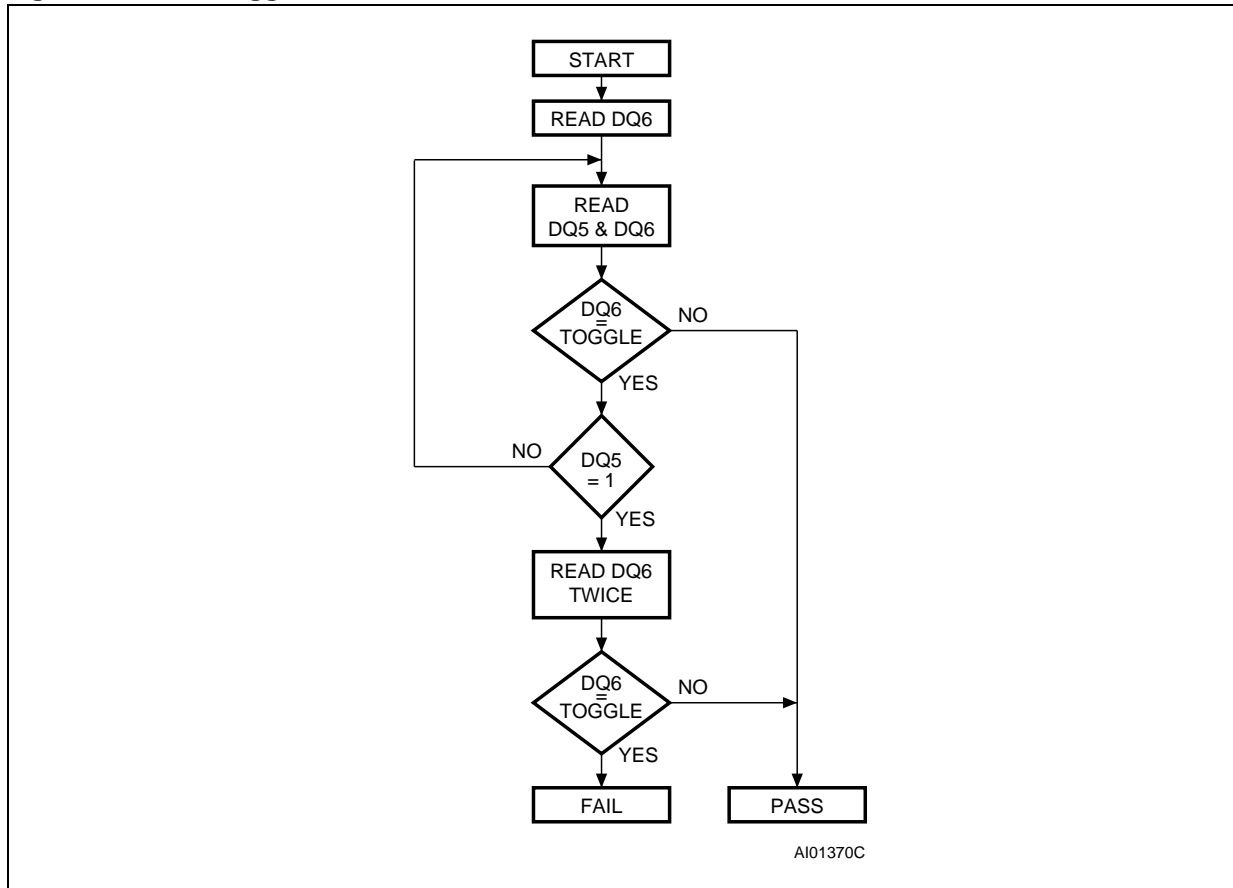 START
READ DQ6
READ
DQ5 & DQ6
DQ6
=
TOGGLE
NO
YES
NO
DQ5
= 1
YES
READ DQ6
TWICE
DQ6
=
TOGGLE
NO
YES
FAIL
PASS
AI01370C